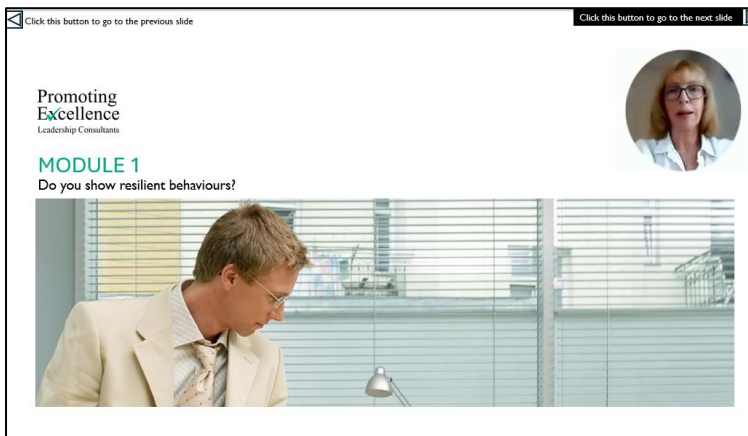 Click this button to go to the previous slide
Click this button to go to the next slide
Promoting
Excellence
Leadership Consultants
MODULE 1
Do you show resilient behaviours?